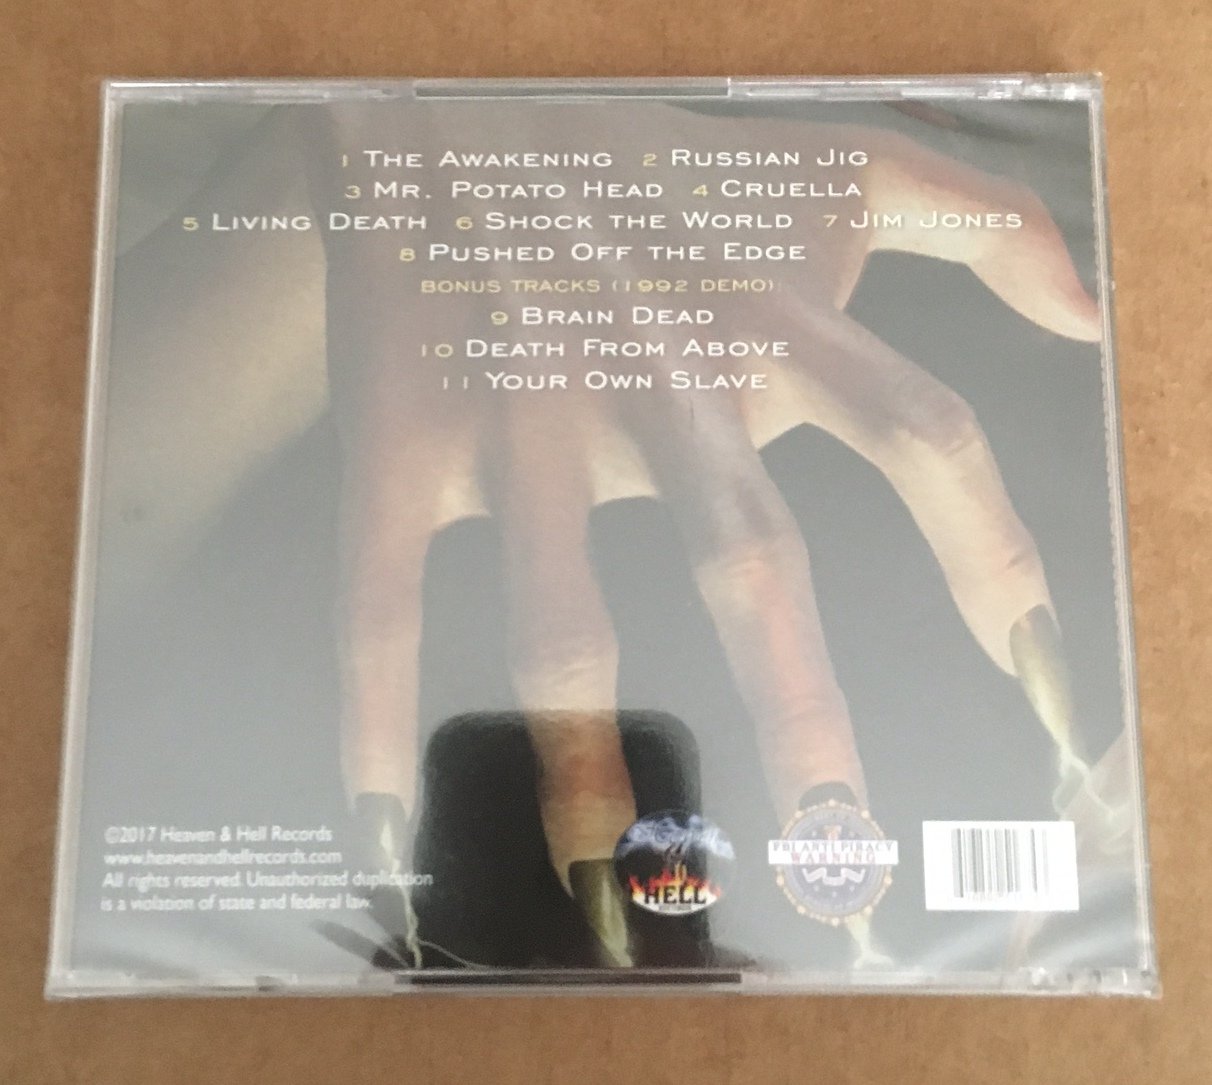 1 The Awakening 2 Russian Jig
3 Mr. Potato Head 4 Cruella
5 Living Death 6 Shock the World 7 Jim Jones
8 Pushed Off the Edge
BONUS TRACKS (1992 DEMO)
9 Brain Dead
10 Death From Above
11 Your Own Slave
©2017 Heaven & Hell Records
www.heavenandhellrecords.com
All rights reserved. Unauthorized duplication
is a violation of state and federal law.
Heaven
HELL
RECORDS
FBI ANTI-PIRACY
WARNING